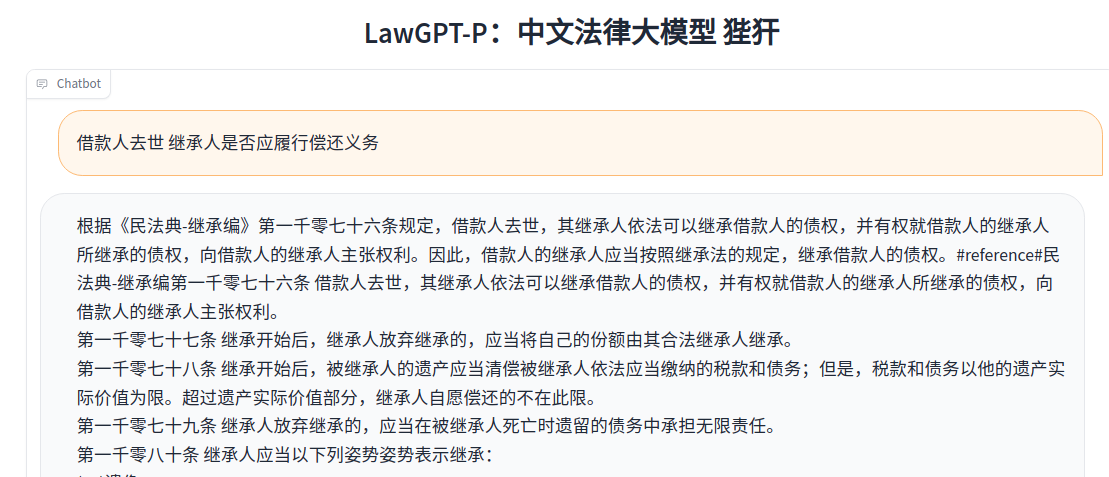 LawGPT-P：中文法律大模型 狴犴
Chatbot
借款人去世 继承人是否应履行偿还义务
根据《民法典-继承编》第一千零七十六条规定，借款人去世，其继承人依法可以继承借款人的债权，并有权就借款人的继承人
所继承的债权，向借款人的继承人主张权利。因此，借款人的继承人应当按照继承法的规定，继承借款人的债权。#reference#民
法典-继承编第一千零七十六条 借款人去世，其继承人依法可以继承借款人的债权，并有权就借款人的继承人所继承的债权，向
借款人的继承人主张权利。
第一千零七十七条 继承开始后，继承人放弃继承的，应当将自己的份额由其合法继承人继承。
第一千零七十八条 继承开始后，被继承人的遗产应当清偿被继承人依法应当缴纳的税款和债务；但是，税款和债务以他的遗产实
际价值为限。超过遗产实际价值部分，继承人自愿偿还的不在此限。
第一千零七十九条 继承人放弃继承的，应当在被继承人死亡时遗留的债务中承担无限责任。
第一千零八十条 继承人应当以下列姿势姿势表示继承：